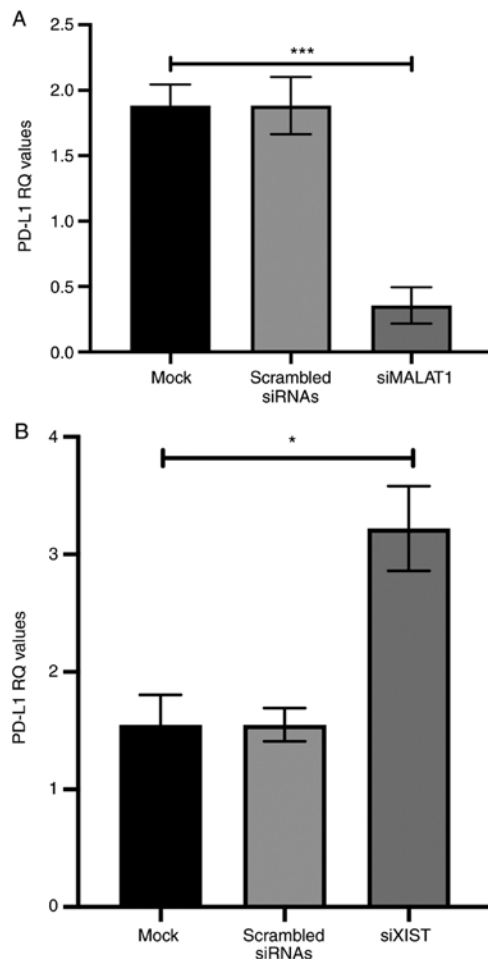 A
2.5
***
2.0
1.5
1.0
0.5
0.0
PD-L1 RQ values
Mock
Scrambled
siRNAs
siMALAT1
B
4
*
3
2
1
0
PD-L1 RQ values
Mock
Scrambled
siRNAs
siXIST